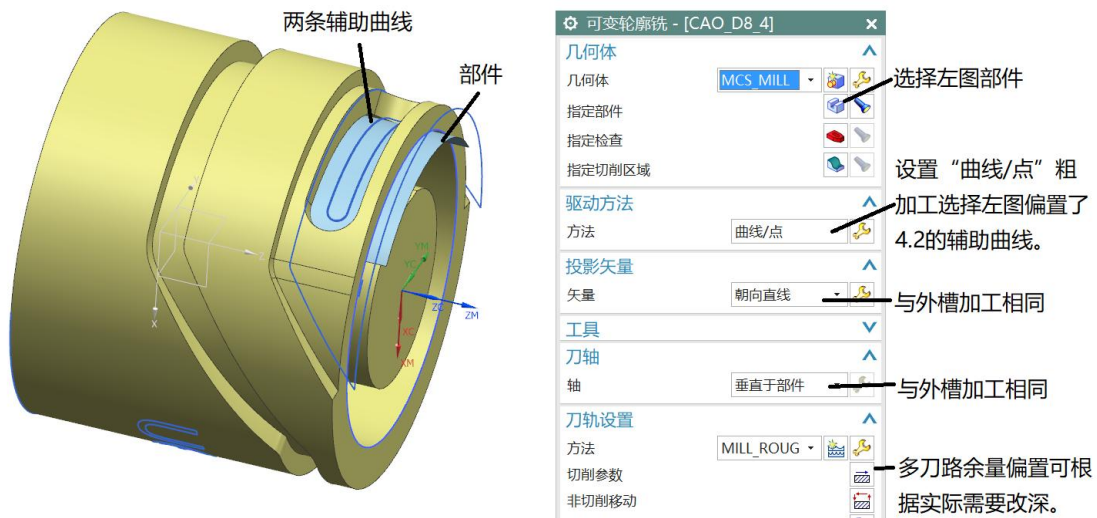 两条辅助曲线
部件
X
Y
Z
YM
YC
ZC
ZM
XC
XM
可变轮廓铣 - [CAO_D8_4]
几何体
几何体 MCS_MILL
指定部件
指定检查
指定切削区域
驱动方法
方法 曲线/点
投影矢量
矢量 朝向直线
工具
刀轴
轴 垂直于部件
刀轨设置
方法 MILL_ROUG
切削参数
非切削移动
选择左图部件
设置“曲线/点”粗
加工选择左图偏置了
4.2的辅助曲线。
与外槽加工相同
与外槽加工相同
多刀路余量偏置可根
据实际需要改深。